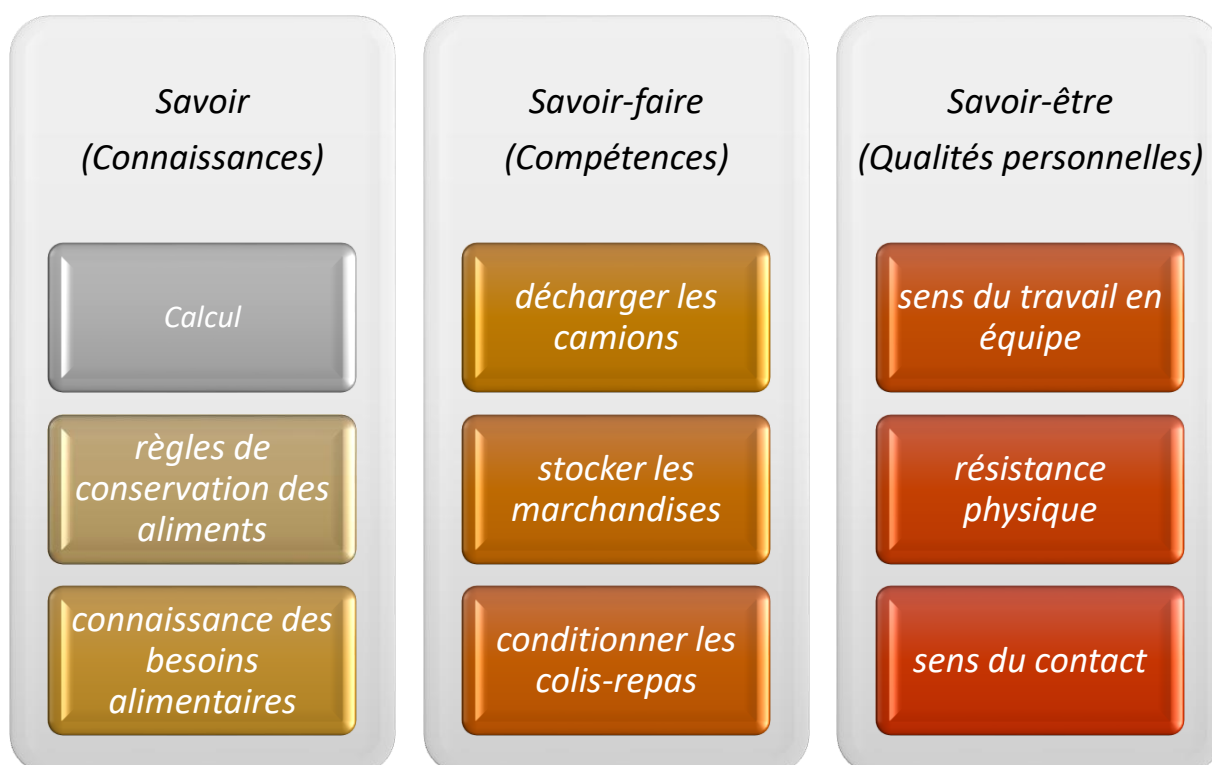 Savoir
(Connaissances)
Calcul
règles de
conservation des
aliments
connaissance des
besoins
alimentaires
Savoir-faire
(Compétences)
décharger les
camions
stocker les
marchandises
conditionner les
colis-repas
Savoir-être
(Qualités personnelles)
sens du travail en
équipe
résistance
physique
sens du contact